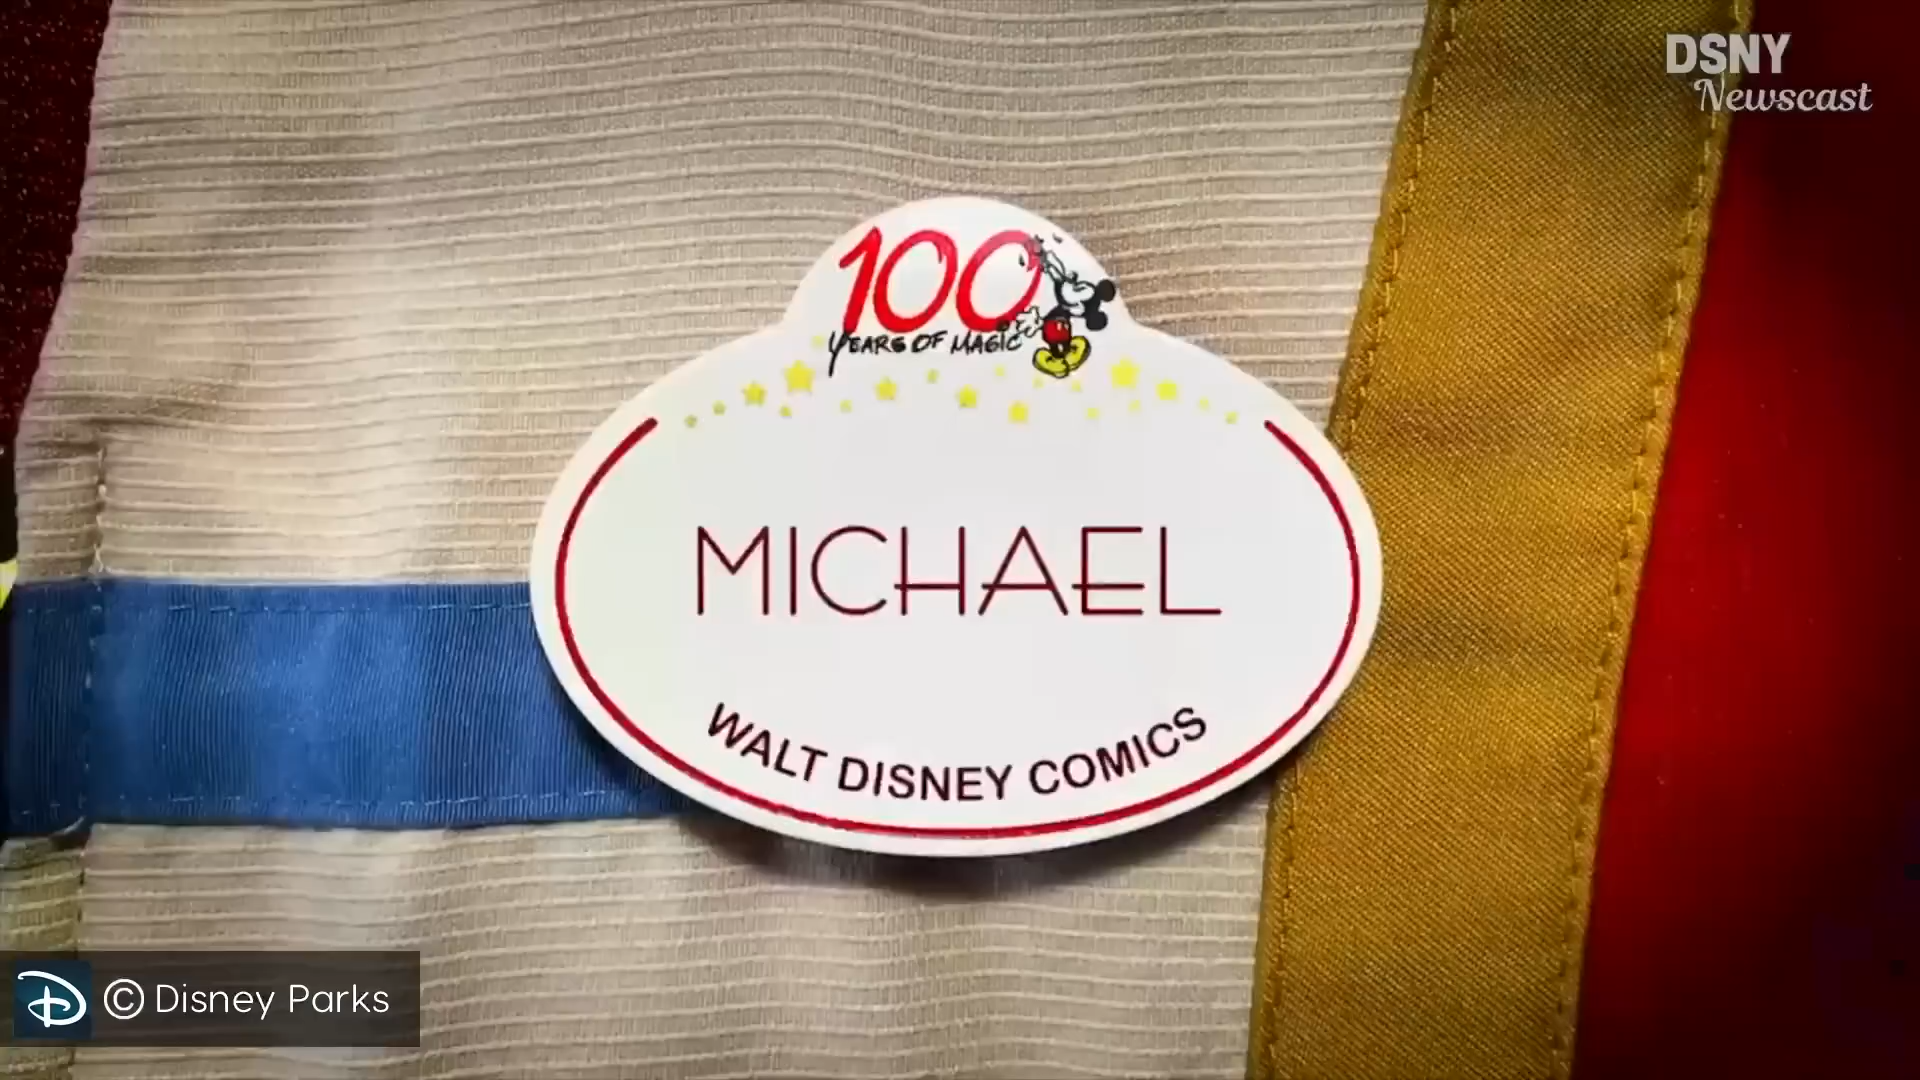 DSNY
Newscast
100
YEARS OF MAGIC
MICHAEL
WALT DISNEY COMICS
© Disney Parks